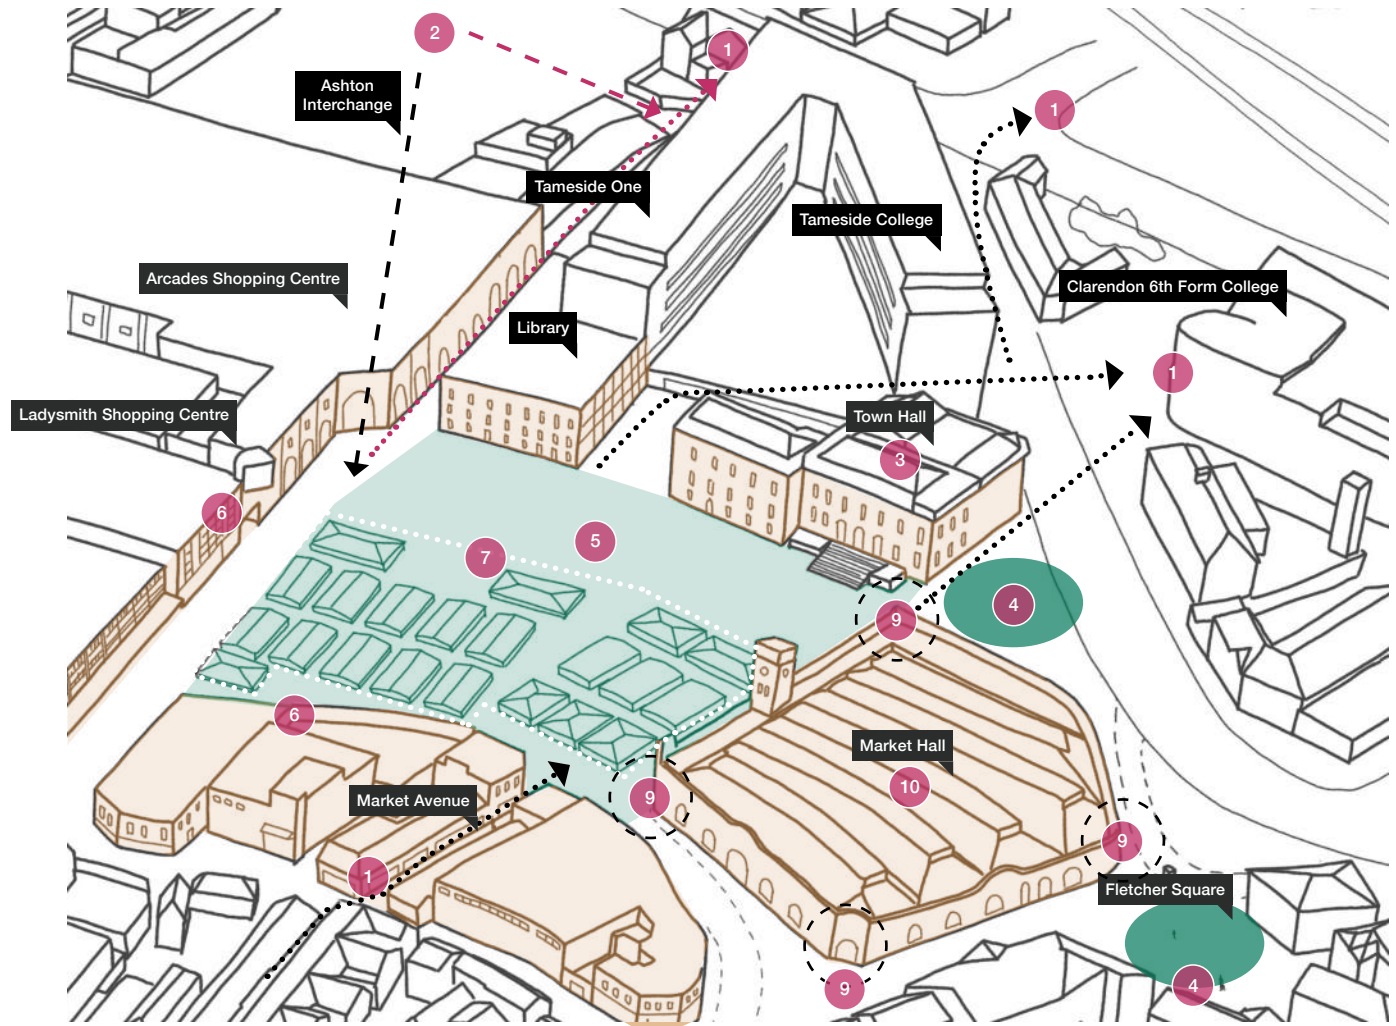 2
1
Ashton
Interchange
1
Tameside One
Tameside College
Arcades Shopping Centre
Clarendon 6th Form College
Library
1
Ladysmith Shopping Centre
Town Hall
3
6
5
7
4
9
6
Market Hall
10
9
Market Avenue
9
1
Fletcher Square
9
4